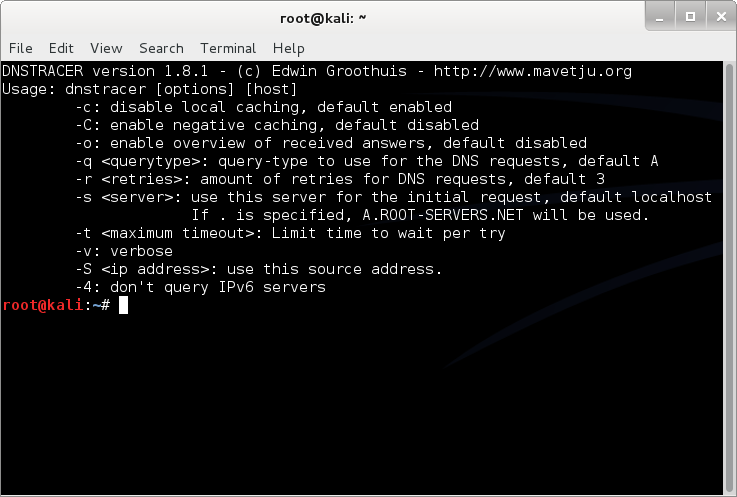 root@kali: ~
File Edit View Search Terminal Help
DNSTRACER version 1.8.1 - (c) Edwin Groothuis - http://www.mavetju.org
Usage: dnstracer [options] [host]
-c: disable local caching, default enabled
-C: enable negative caching, default disabled
-o: enable overview of received answers, default disabled
-q <querytype>: query-type to use for the DNS requests, default A
-r <retries>: amount of retries for DNS requests, default 3
-s <server>: use this server for the initial request, default localhost
If . is specified, A.ROOT-SERVERS.NET will be used.
-t <maximum timeout>: Limit time to wait per try
-v: verbose
-S <ip address>: use this source address.
-4: don't query IPv6 servers
root@kali:~#